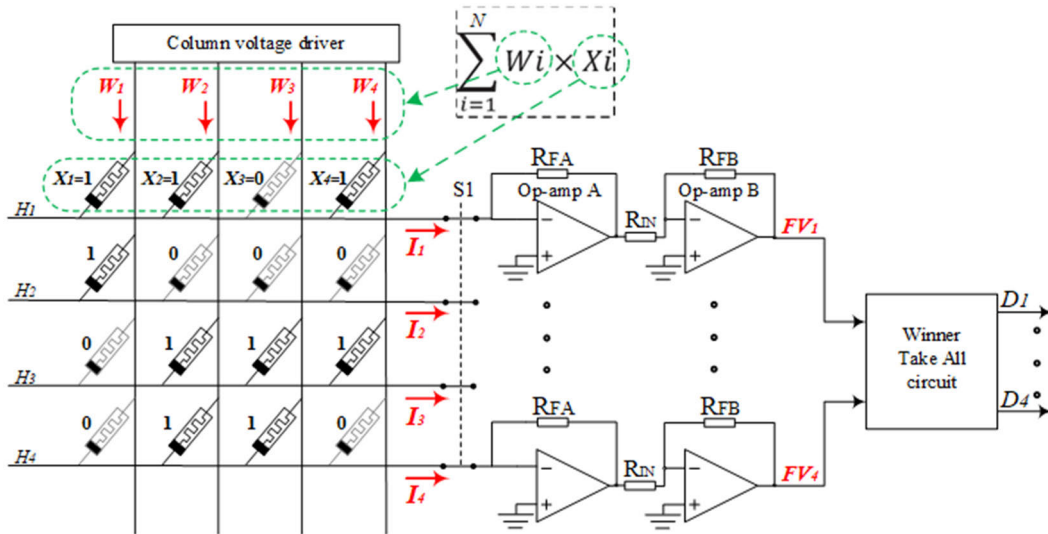 Column voltage driver
N
∑ Wi × Xi
i=1
W1 W2 W3 W4
X1=1 X2=1 X3=0 X4=1
S1
RFA RFB
Op-amp A Op-amp B
RIN
− −
+ +
H1
I1
FV1
1 0 0 0
H2
I2
Winner
Take All
circuit
D1
D4
0 1 1 1
H3
I3
RFA RFB
0 1 1 0
RIN
− −
+ +
H4
I4
FV4